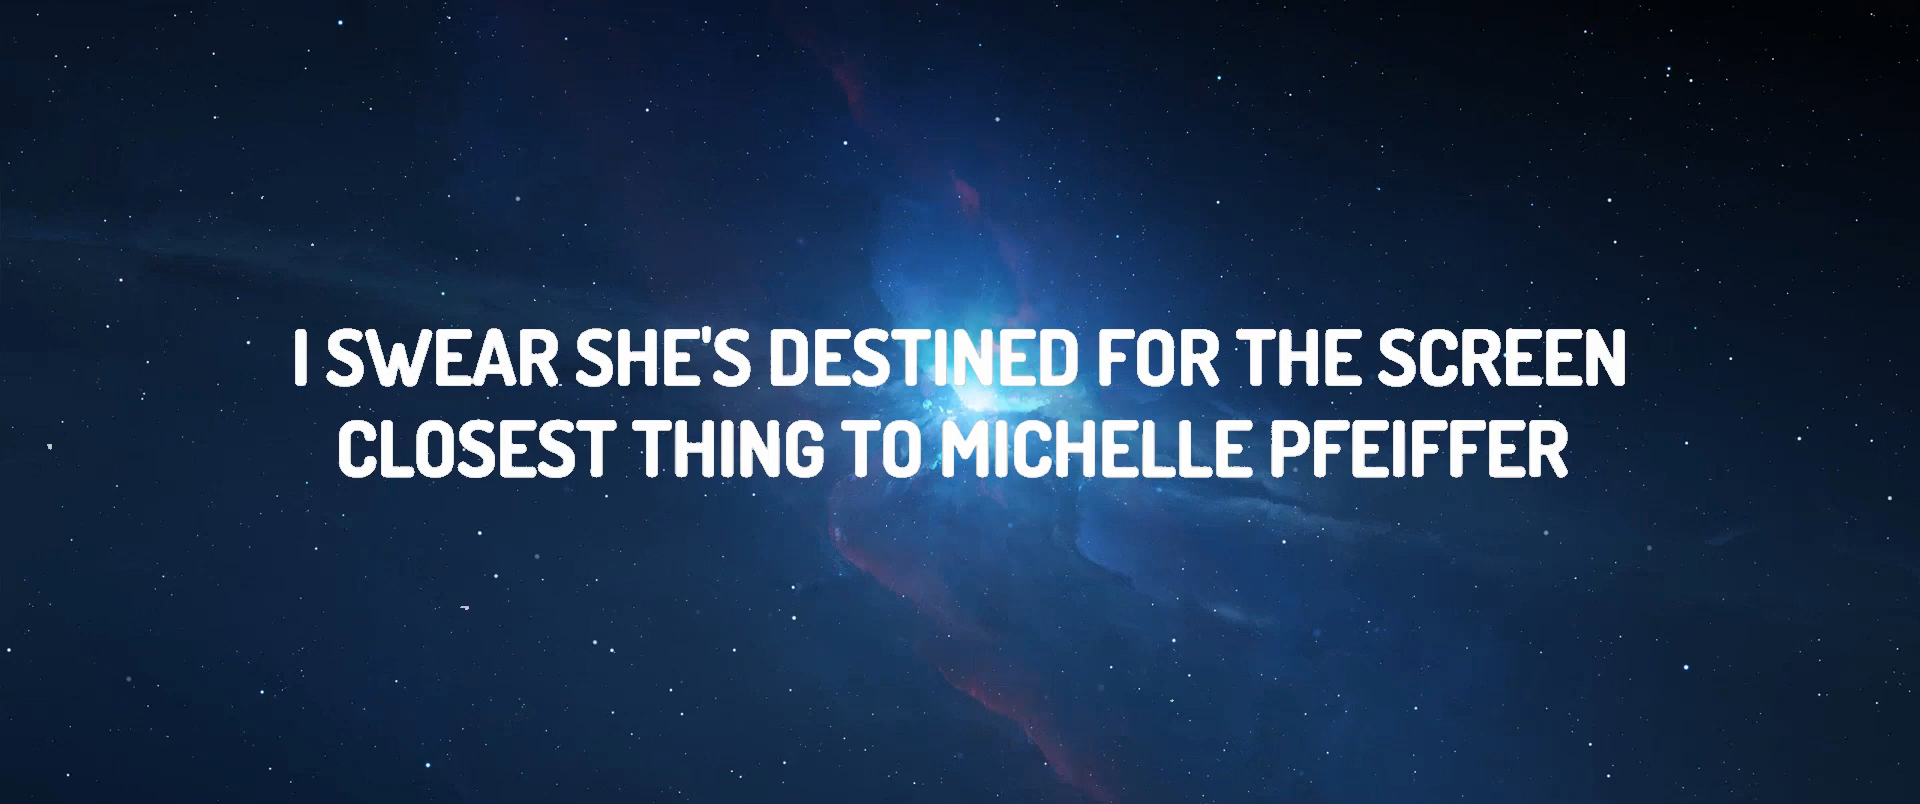 I SWEAR SHE'S DESTINED FOR THE SCREEN
CLOSEST THING TO MICHELLE PFEIFFER